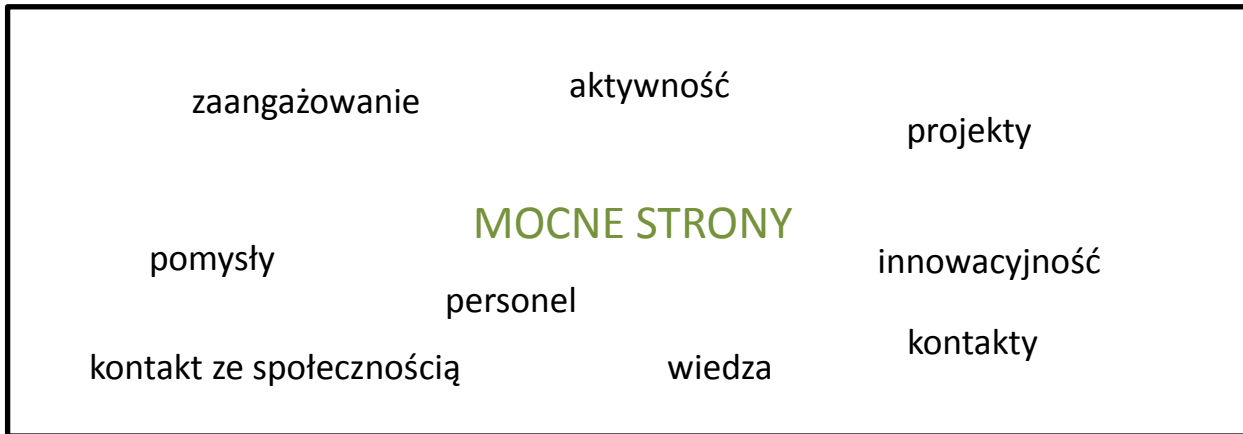 zaangażowanie
aktywność
projekty
MOCNE STRONY
pomysły
innowacyjność
personel
kontakty
kontakt ze społecznością
wiedza